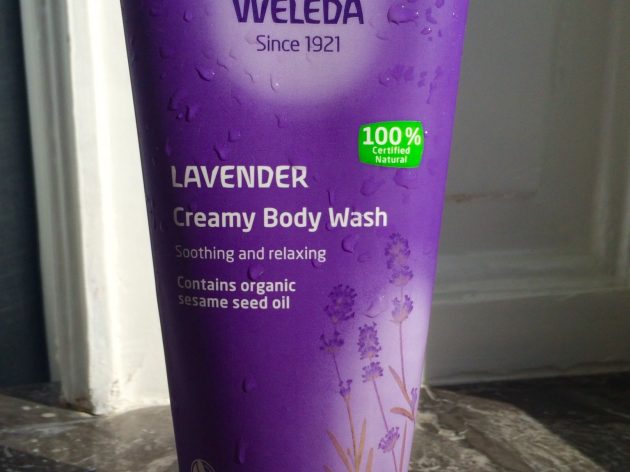 WELEDA
Since 1921
100%
Certified
Natural
LAVENDER
Creamy Body Wash
Soothing and relaxing
Contains organic
sesame seed oil